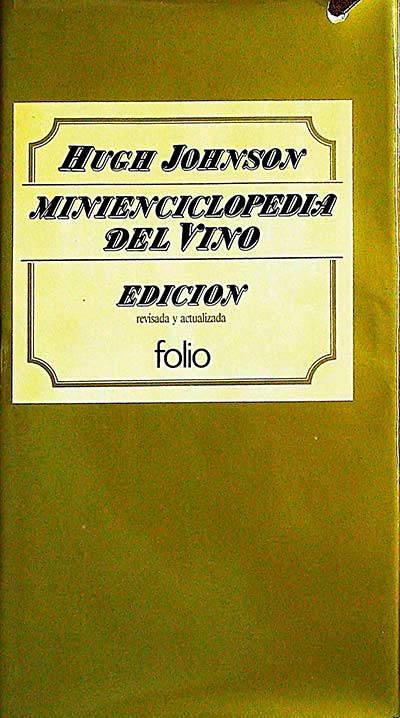 HUGH JOHNSON
MINIENCICLOPEDIA
DEL VINO
EDICION
revisada y actualizada
folio